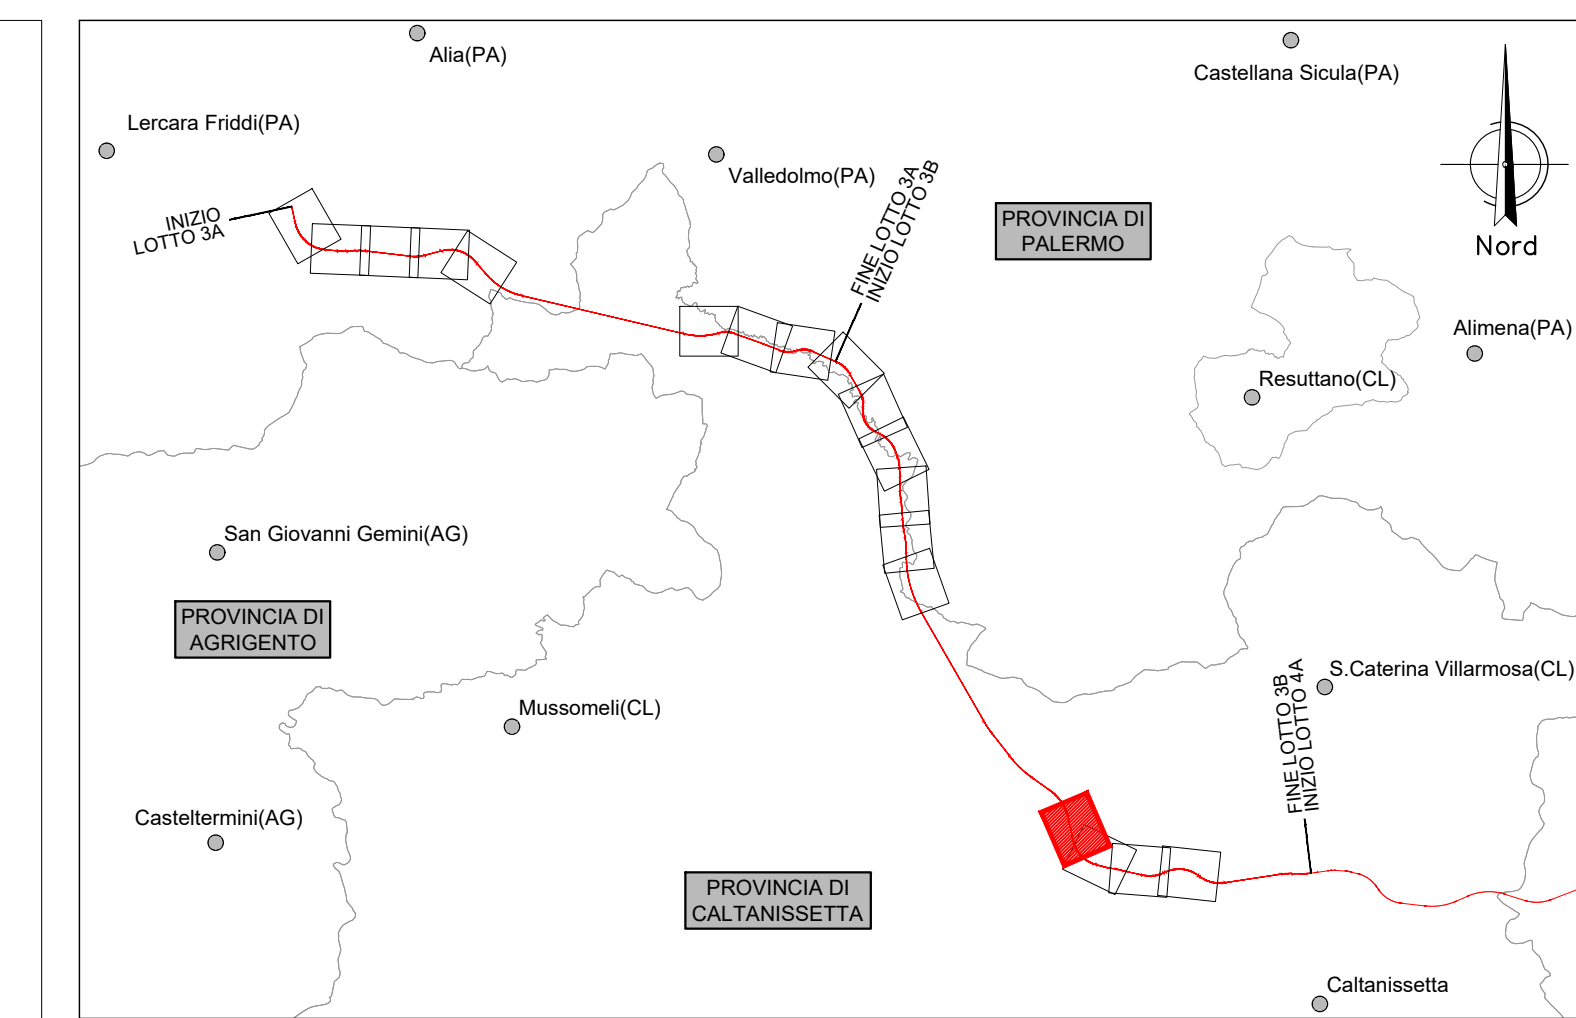 Alia(PA)
Castellana Sicula(PA)
Lercara Friddi(PA)
Valledolmo(PA)
INIZIO
LOTTO 3A
FINE LOTTO 3A
INIZIO LOTTO 3B
PROVINCIA DI
PALERMO
Nord
Alimena(PA)
Resuttano(CL)
San Giovanni Gemini(AG)
PROVINCIA DI
AGRIGENTO
Mussomeli(CL)
S.Caterina Villarmosa(CL)
FINE LOTTO 3B
INIZIO LOTTO 4A
Casteltermini(AG)
PROVINCIA DI
CALTANISSETTA
Caltanissetta